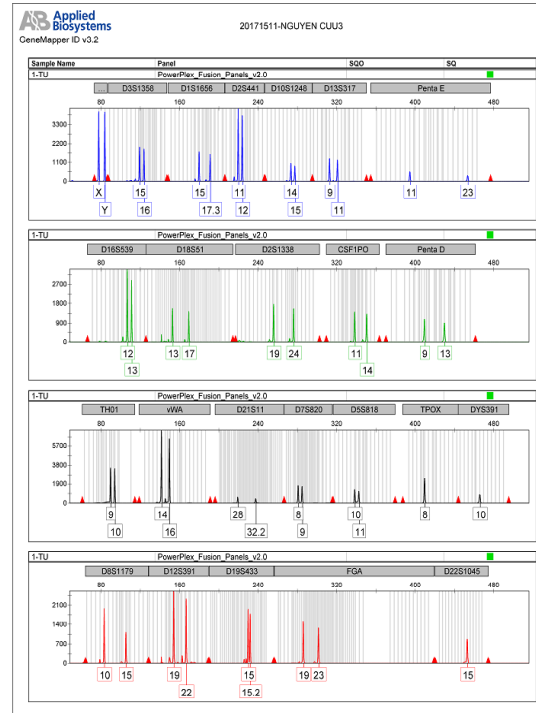 AB Applied Biosystems
20171511-NGUYEN CUU3
GeneMapper ID v3.2
Sample Name Panel SQO SQ
1-TU PowerPlex_Fusion_Panels_v2.0
... D3S1358 D1S1656 D2S441 D10S1248 D13S317 Penta E
80 160 240 320 400 480
3300
2200
1100
0
X 15 15 11 14 9 11 23
Y 16 17.3 12 15 11
1-TU PowerPlex_Fusion_Panels_v2.0
D16S539 D18S51 D2S1338 CSF1PO Penta D
80 160 240 320 400 480
2700
1800
900
0
12 13 17 19 24 11 9 13
13 14
1-TU PowerPlex_Fusion_Panels_v2.0
TH01 vWA D21S11 D7S820 D5S818 TPOX DYS391
80 160 240 320 400 480
5700
3800
1900
0
9 14 28 8 10 8 10
10 16 32.2 9 11
1-TU PowerPlex_Fusion_Panels_v2.0
D8S1179 D12S391 D19S433 FGA D22S1045
80 160 240 320 400 480
2100
1400
700
0
10 15 19 15 19 23 15
22 15.2